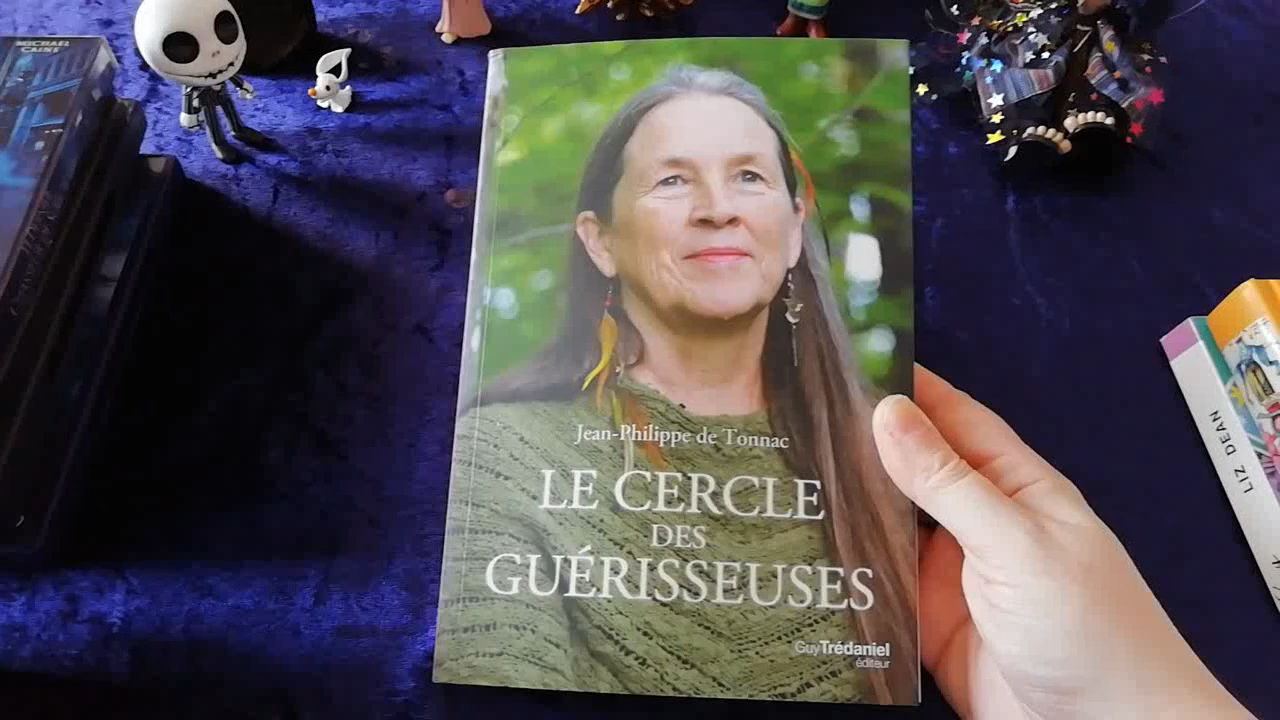 MICHAEL
CAINE
Jean-Philippe de Tonnac
LE CERCLE
DES
GUÉRISSEUSES
GuyTrédaniel
éditeur
LIZ DEAN